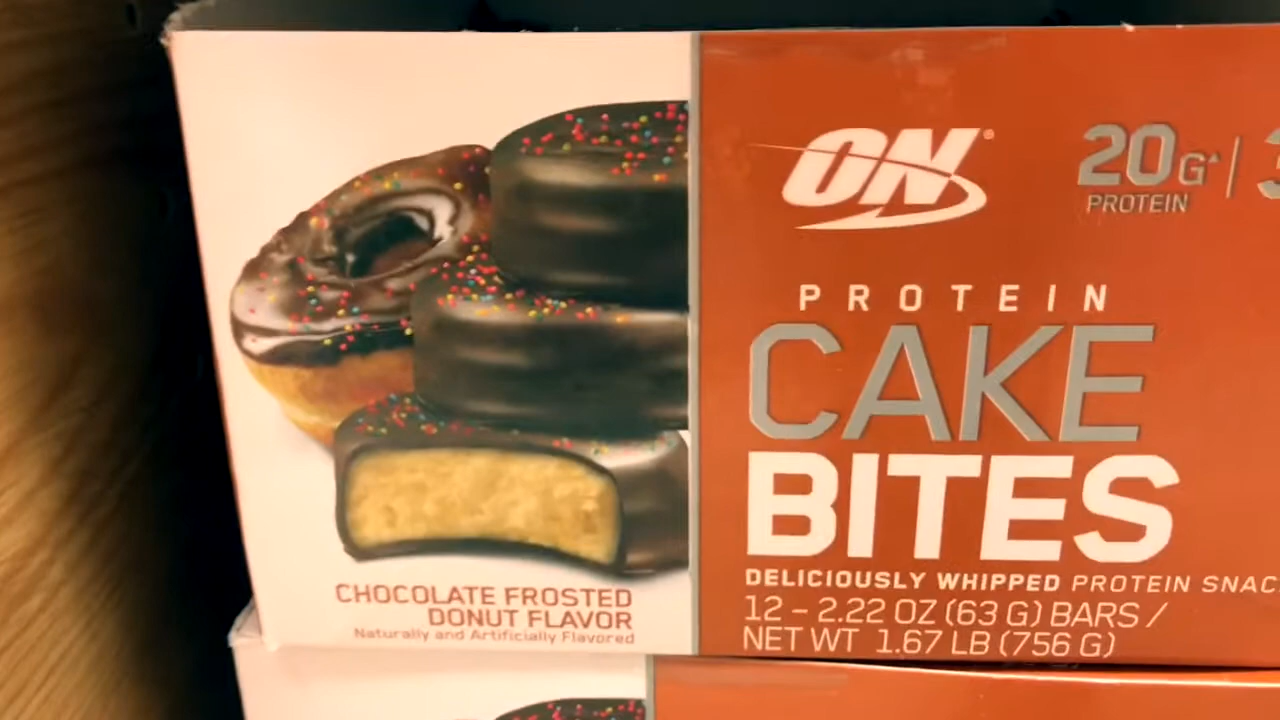 ON®
20G
PROTEIN
PROTEIN
CAKE
BITES
DELICIOUSLY WHIPPED PROTEIN
12 – 2.22 OZ (63 G) BARS /
NET WT 1.67 LB (756 G)
CHOCOLATE FROSTED
DONUT FLAVOR
Naturally and Artificially Flavored